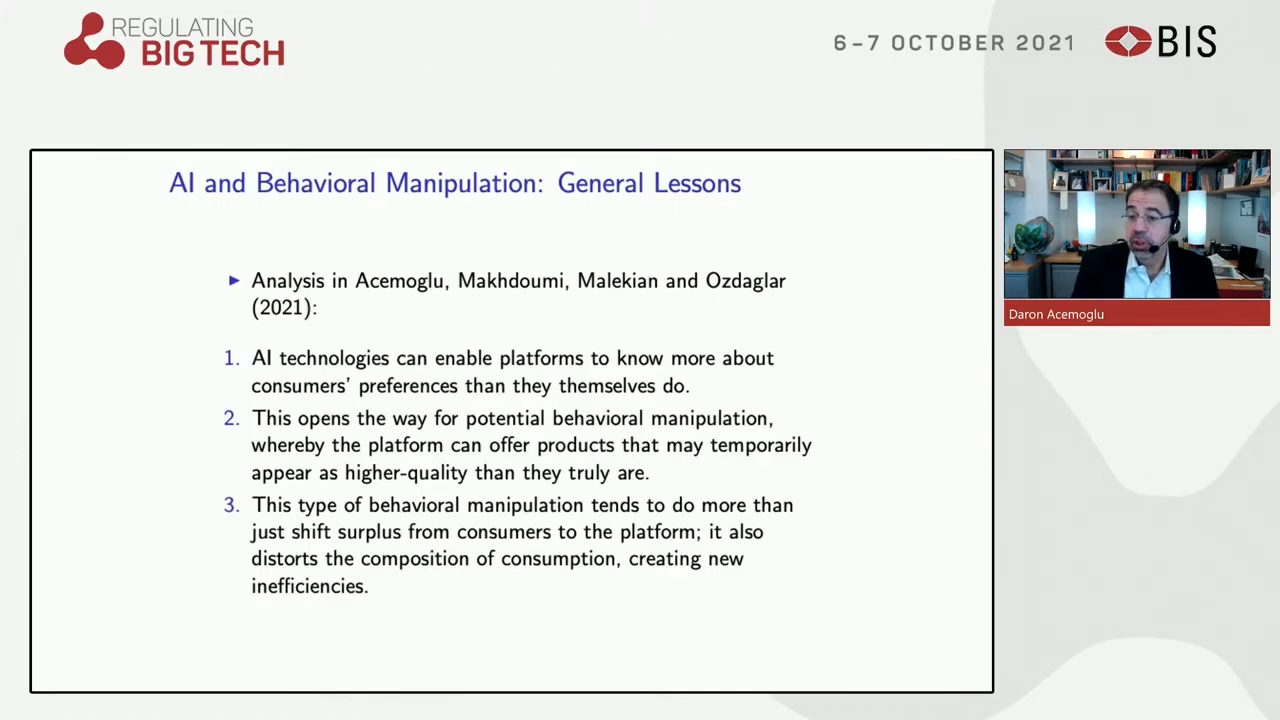 REGULATING
BIG TECH
6–7 OCTOBER 2021
BIS
AI and Behavioral Manipulation: General Lessons
► Analysis in Acemoglu, Makhdoumi, Malekian and Ozdaglar
(2021):
1. AI technologies can enable platforms to know more about
consumers' preferences than they themselves do.
2. This opens the way for potential behavioral manipulation,
whereby the platform can offer products that may temporarily
appear as higher-quality than they truly are.
3. This type of behavioral manipulation tends to do more than
just shift surplus from consumers to the platform; it also
distorts the composition of consumption, creating new
inefficiencies.
Daron Acemoglu